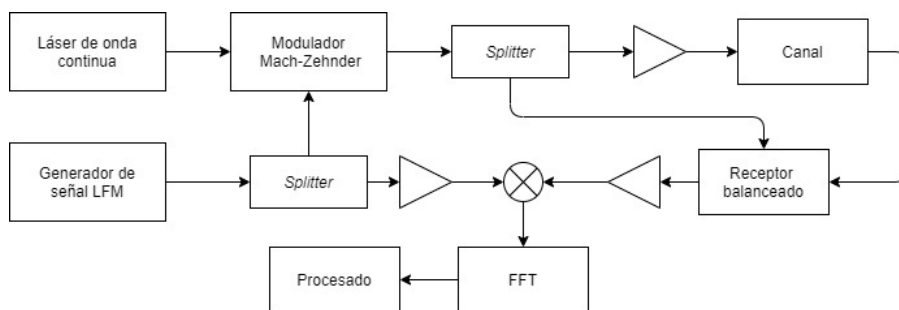 Láser de onda
continua
Modulador
Mach-Zehnder
Splitter
Canal
Generador de
señal LFM
Splitter
Receptor
balanceado
Procesado
FFT